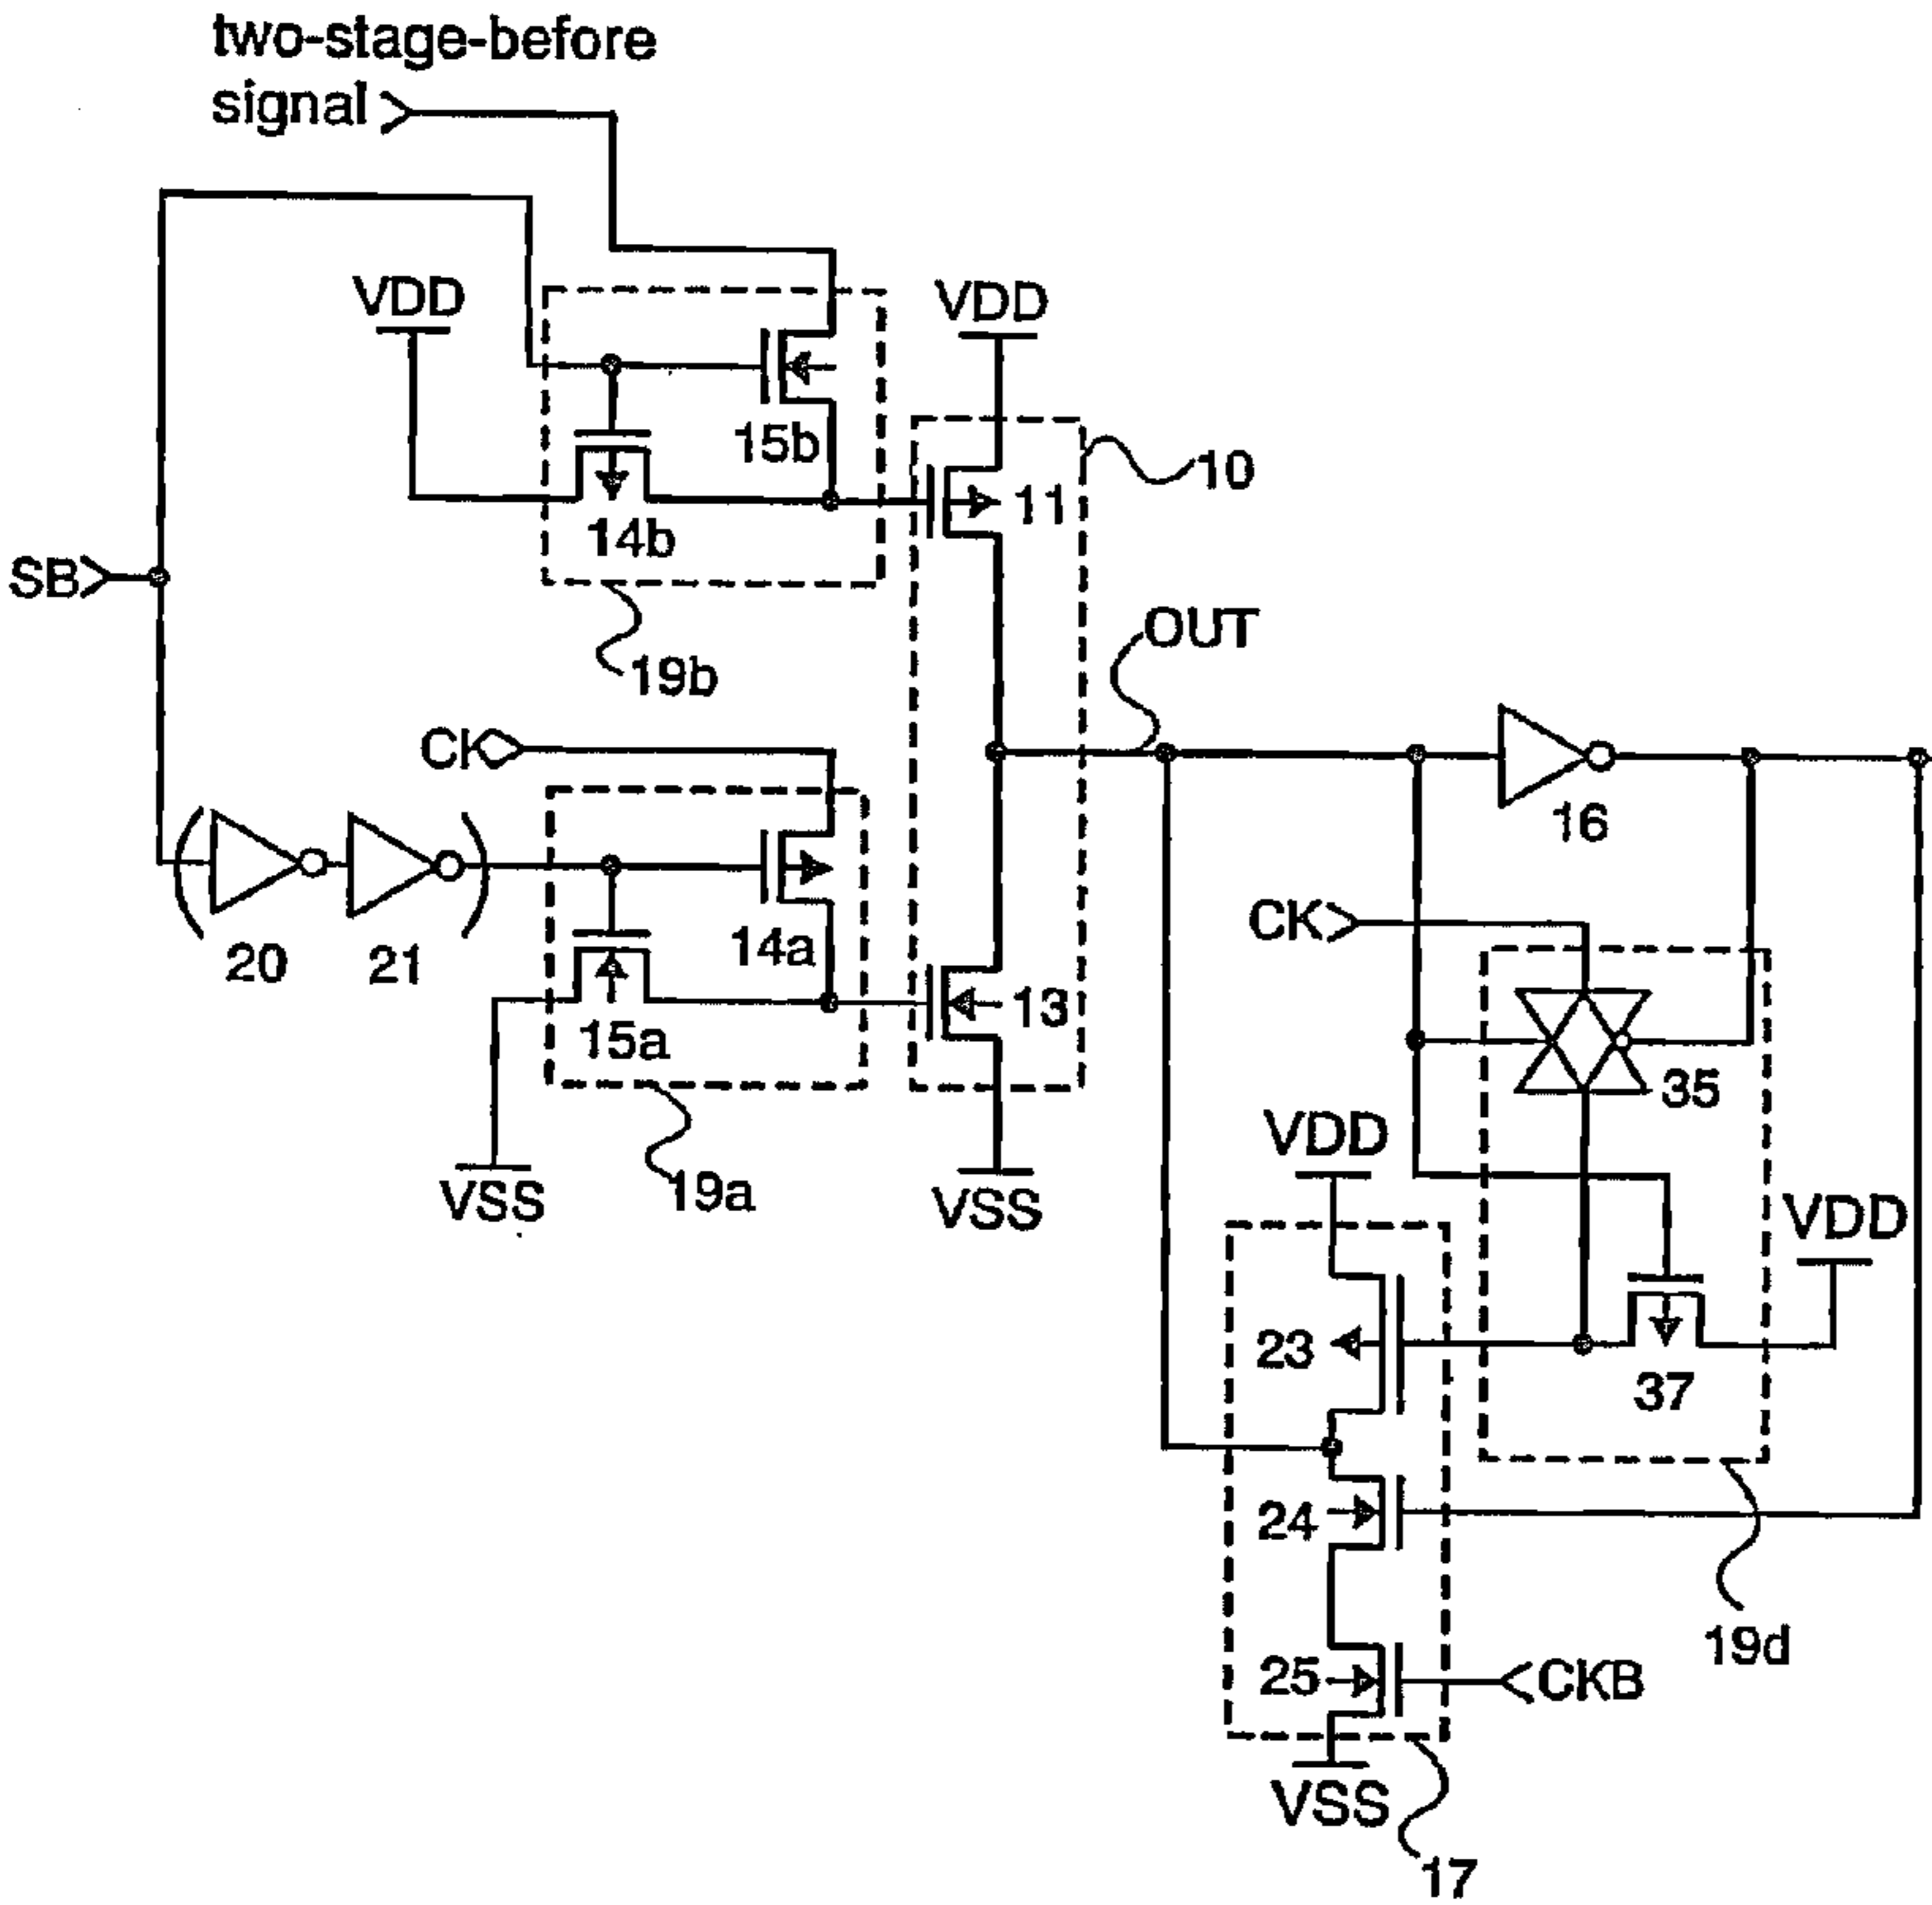 two-stage-before
signal
VDD
VDD
15b
10
11
14b
SB
OUT
19b
CK
16
CK
20
21
14a
13
15a
35
VDD
VSS
19a
VSS
VDD
23
37
24
19d
25
CKB
VSS
17